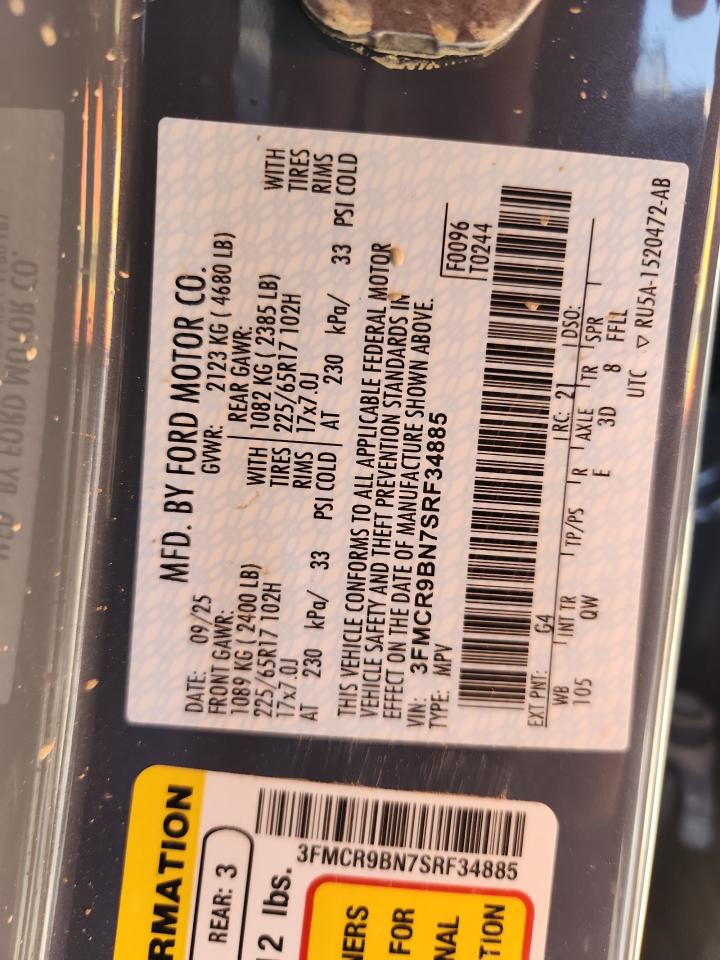 MFD. BY FORD MOTOR CO.
DATE: 09/25 GVWR: 2123 KG ( 4680 LB)
FRONT GAWR: REAR GAWR:
1089 KG ( 2400 LB) WITH 1082 KG ( 2385 LB) WITH
225/65R17 102H TIRES 225/65R17 102H TIRES
17x7.0J RIMS 17x7.0J RIMS
AT 230 kPa/ 33 PSI COLD AT 230 kPa/ 33 PSI COLD
THIS VEHICLE CONFORMS TO ALL APPLICABLE FEDERAL MOTOR
VEHICLE SAFETY AND THEFT PREVENTION STANDARDS IN
EFFECT ON THE DATE OF MANUFACTURE SHOWN ABOVE.
VIN: 3FMCR9BN7SRF34885
TYPE: MPV
F0096
T0244
EXT PNT: G4 RC: 21 DSO:
WB INT TR TP/PS R AXLE TR SPR
105 QW E 3D 8 FFLL
UTC ▽ RU5A-1520472-AB
RMATION
REAR: 3
12 lbs.
3FMCR9BN7SRF34885
NERS
FOR
NAL
TION